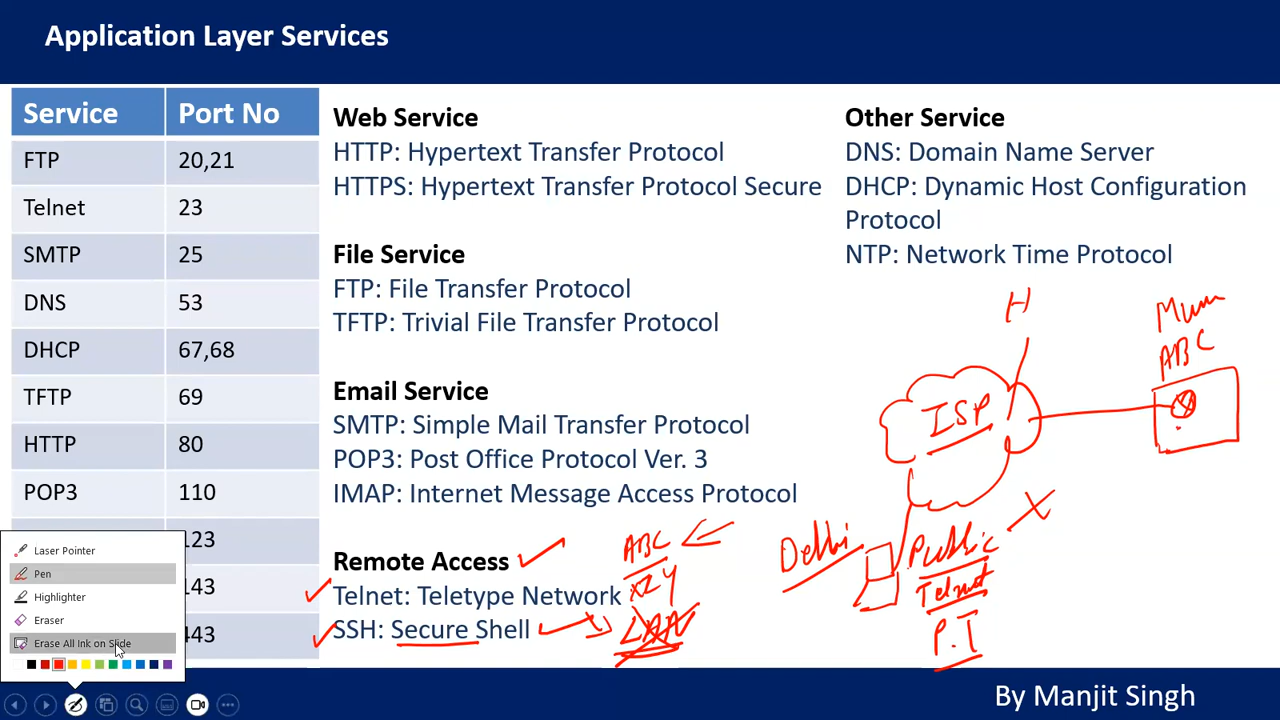 Application Layer Services
Service Port No
FTP 20,21
Telnet 23
SMTP 25
DNS 53
DHCP 67,68
TFTP 69
HTTP 80
POP3 110
123
143
443
Web Service
HTTP: Hypertext Transfer Protocol
HTTPS: Hypertext Transfer Protocol Secure
File Service
FTP: File Transfer Protocol
TFTP: Trivial File Transfer Protocol
Email Service
SMTP: Simple Mail Transfer Protocol
POP3: Post Office Protocol Ver. 3
IMAP: Internet Message Access Protocol
Remote Access
Telnet: Teletype Network
SSH: Secure Shell
Other Service
DNS: Domain Name Server
DHCP: Dynamic Host Configuration
Protocol
NTP: Network Time Protocol
H
Mum
ABC
ISP
ABC
XZY
LAN
Delhi
Public
Telnet
P.T
Laser Pointer
Pen
Highlighter
Eraser
Erase All Ink on Slide
By Manjit Singh